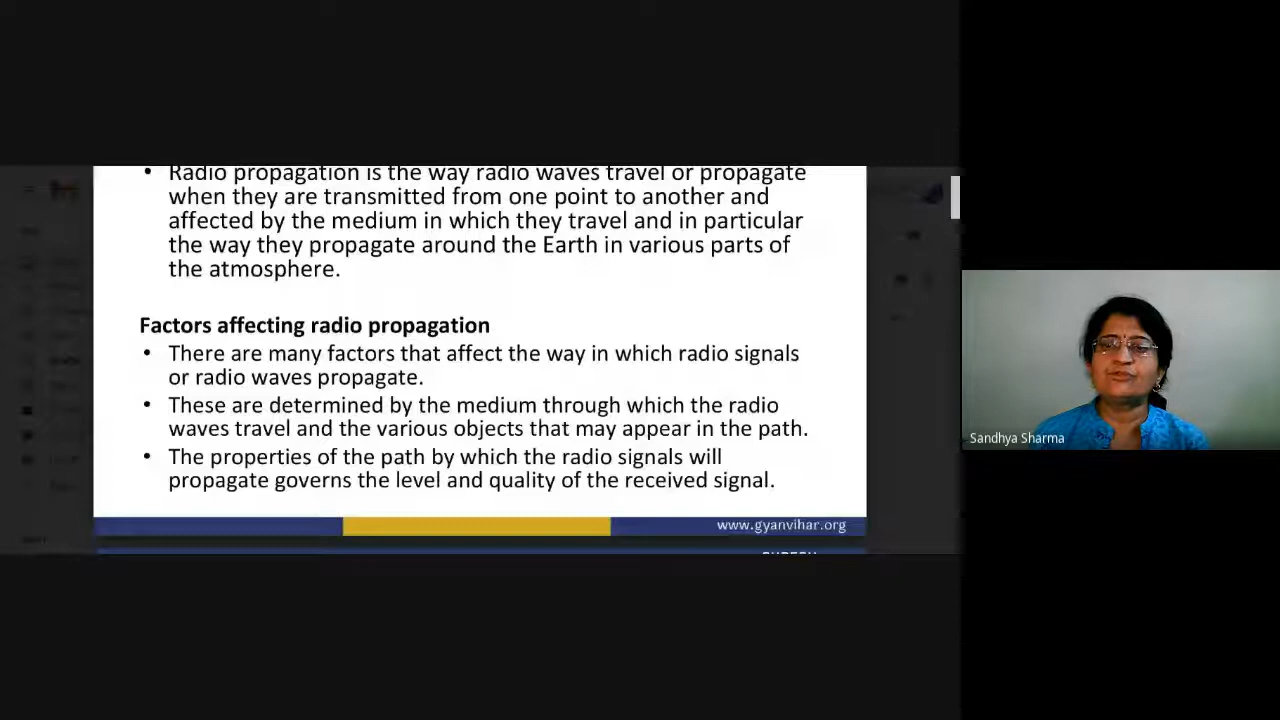 • Radio propagation is the way radio waves travel or propagate
when they are transmitted from one point to another and
affected by the medium in which they travel and in particular
the way they propagate around the Earth in various parts of
the atmosphere.
Factors affecting radio propagation
• There are many factors that affect the way in which radio signals
or radio waves propagate.
• These are determined by the medium through which the radio
waves travel and the various objects that may appear in the path.
• The properties of the path by which the radio signals will
propagate governs the level and quality of the received signal.
www.gyanvihar.org
Sandhya Sharma